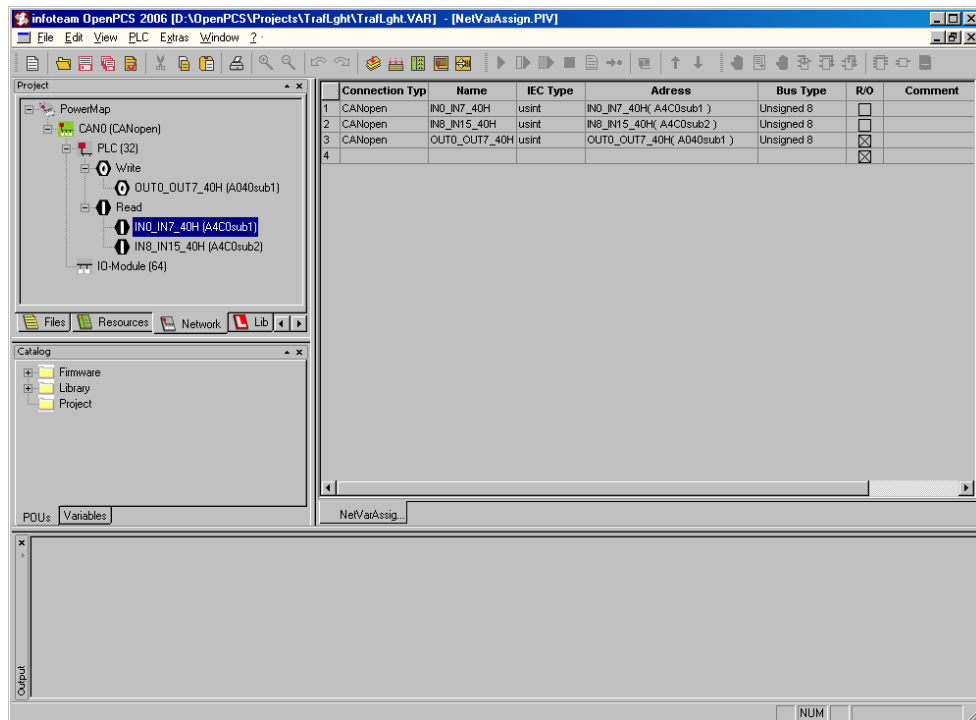 infoteam OpenPCS 2006 [D:\OpenPCS\Projects\TrafLght\TrafLght.VAR] - [NetVarAssign.PIV]
File Edit View PLC Extras Window ?
Project
PowerMap
CAN0 (CANopen)
PLC (32)
Write
OUT0_OUT7_40H (A040sub1)
Read
IN0_IN7_40H (A4C0sub1)
IN8_IN15_40H (A4C0sub2)
IO-Module (64)
Files Resources Network Lib
Catalog
Firmware
Library
Project
POUs Variables
Connection Typ Name IEC Type Adress Bus Type R/O Comment
1 CANopen IN0_IN7_40H usint IN0_IN7_40H( A4C0sub1 ) Unsigned 8
2 CANopen IN8_IN15_40H usint IN8_IN15_40H( A4C0sub2 ) Unsigned 8
3 CANopen OUT0_OUT7_40H usint OUT0_OUT7_40H( A040sub1 ) Unsigned 8
4
NetVarAssig...
Output
NUM